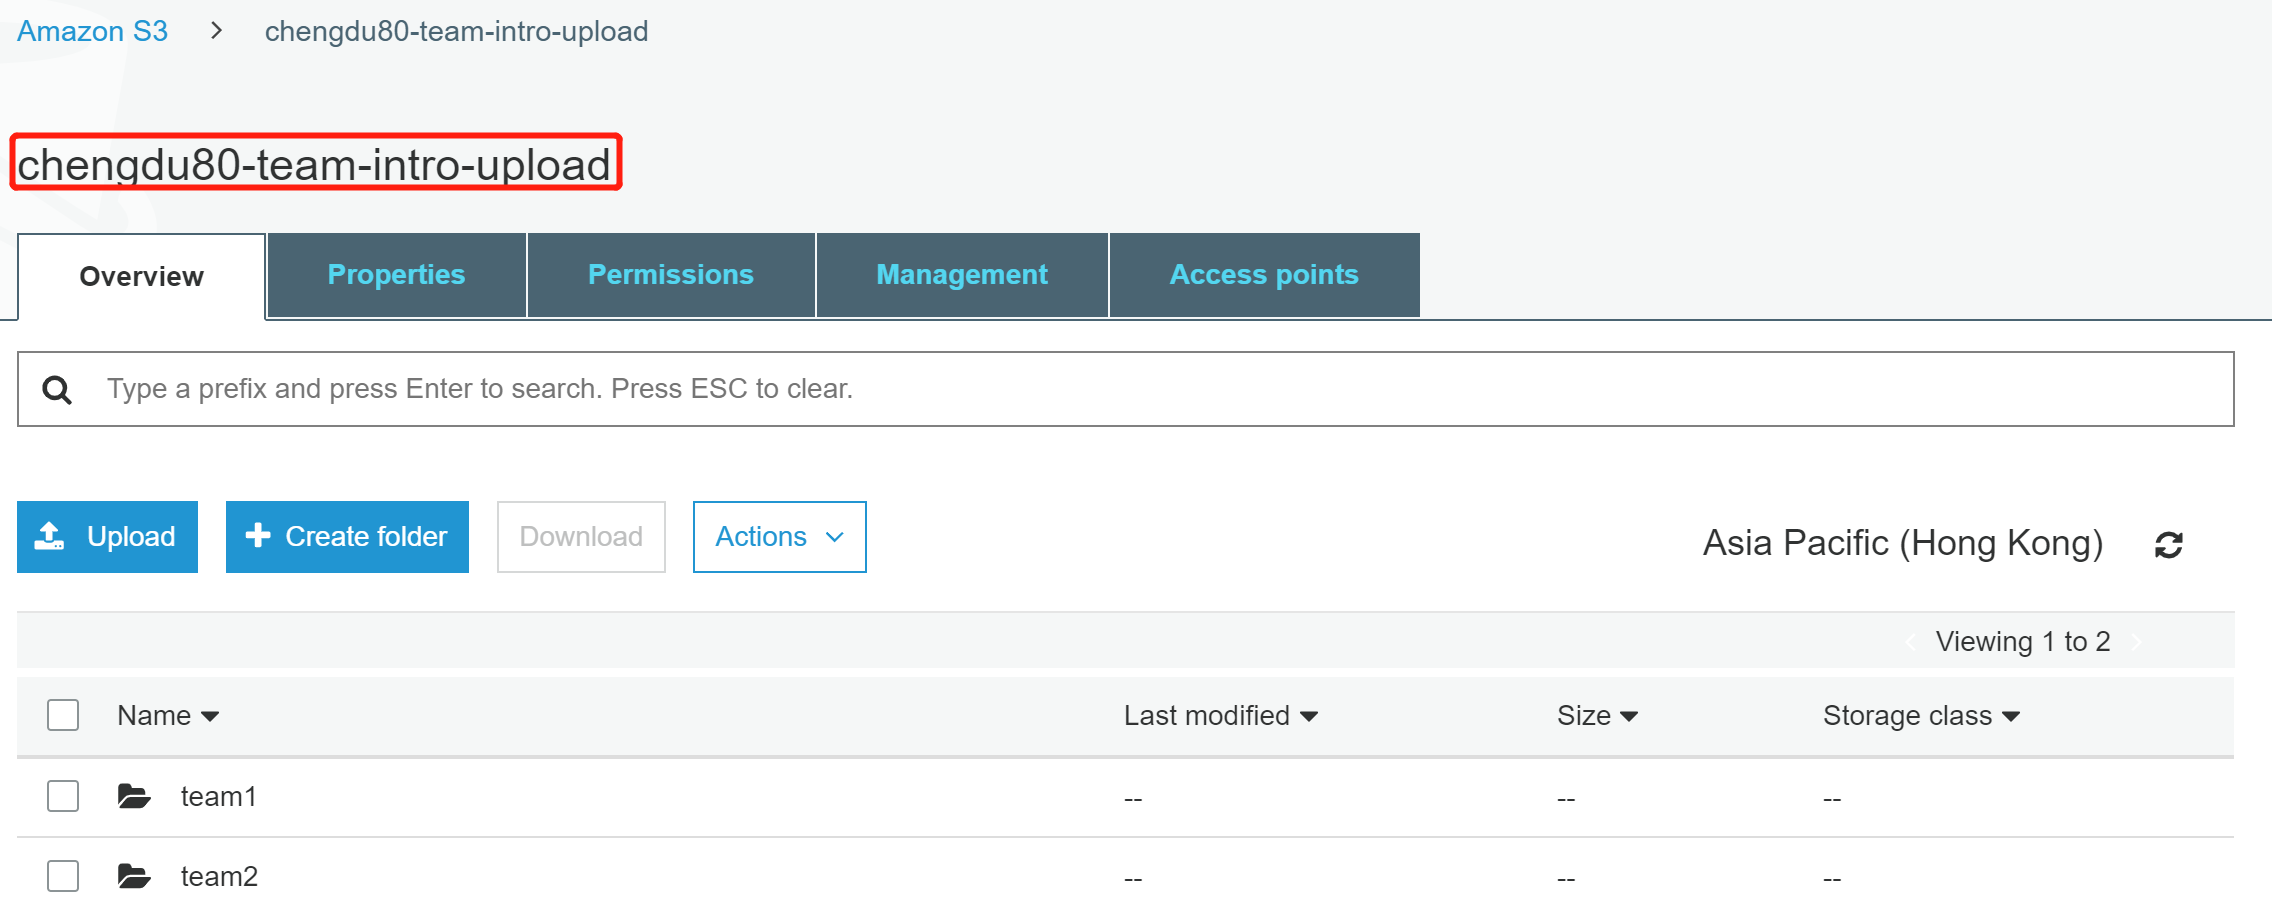 Amazon S3 > chengdu80-team-intro-upload
chengdu80-team-intro-upload
Overview Properties Permissions Management Access points
Type a prefix and press Enter to search. Press ESC to clear.
Upload Create folder Download Actions Asia Pacific (Hong Kong)
Viewing 1 to 2
Name Last modified Size Storage class
team1 -- -- --
team2 -- -- --